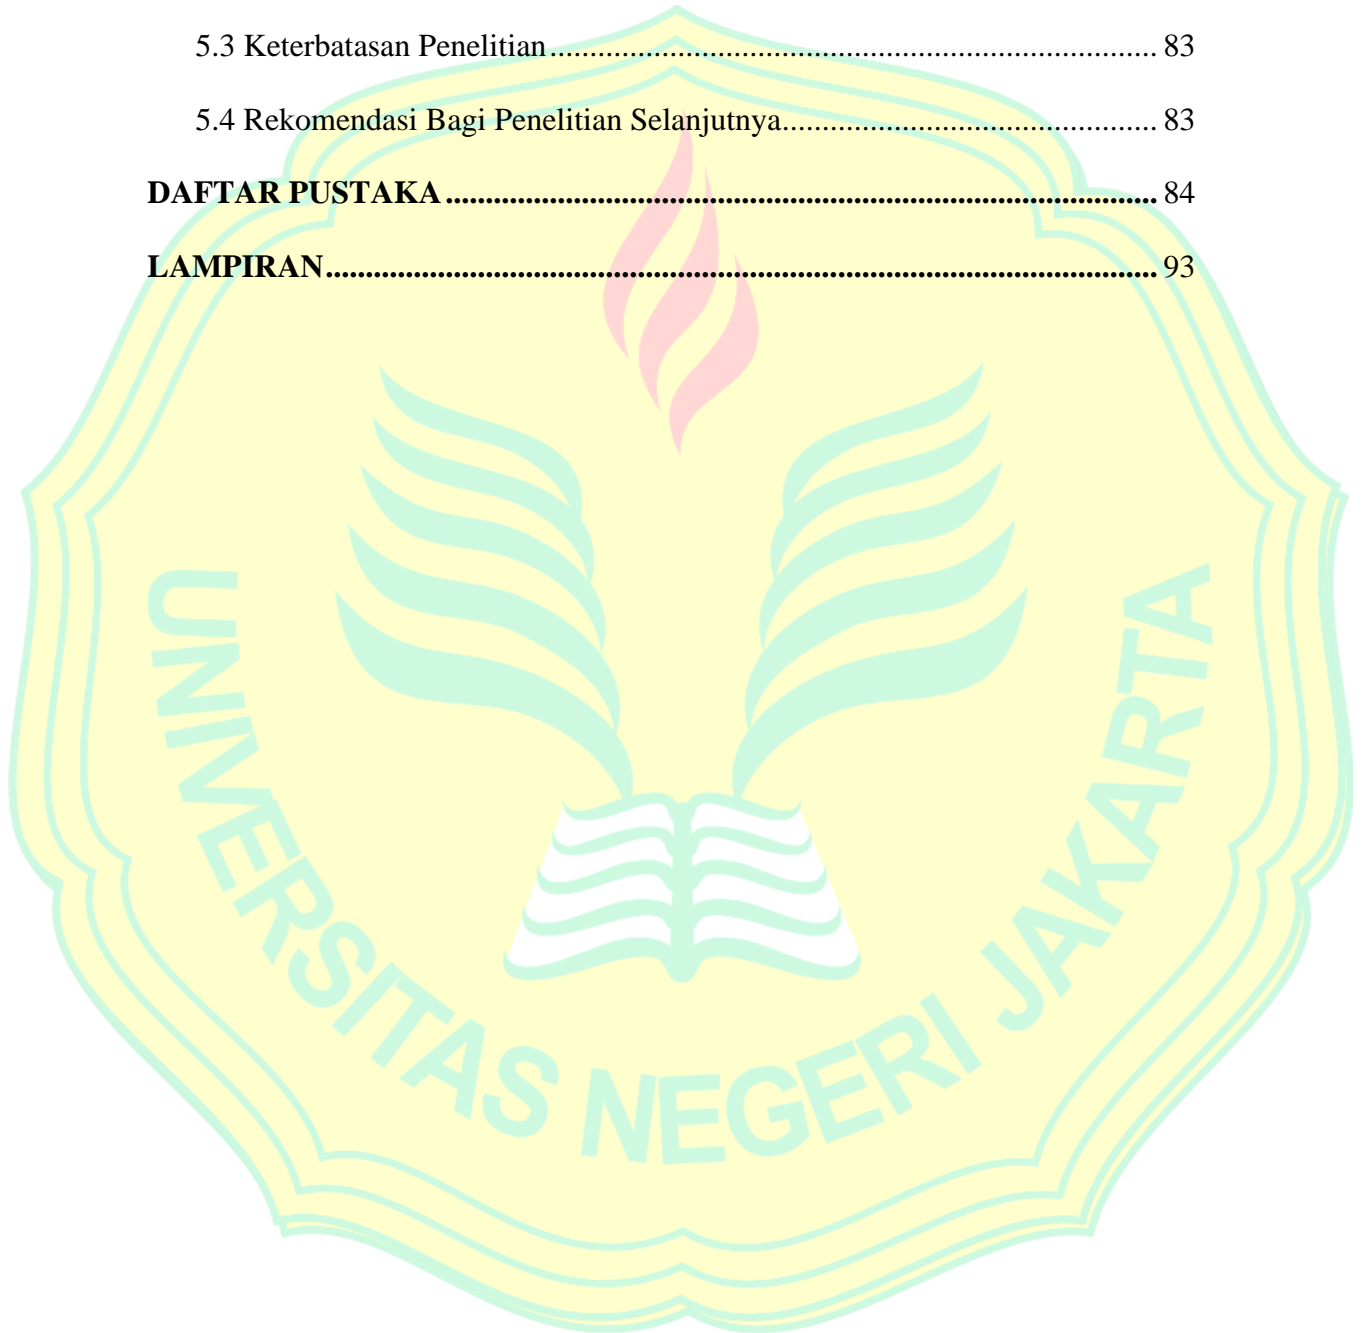 5.3 Keterbatasan Penelitian............................................................................ 83
5.4 Rekomendasi Bagi Penelitian Selanjutnya............................................... 83
DAFTAR PUSTAKA ......................................................................................... 84
LAMPIRAN........................................................................................................ 93
UNIVERSITAS NEGERI JAKARTA